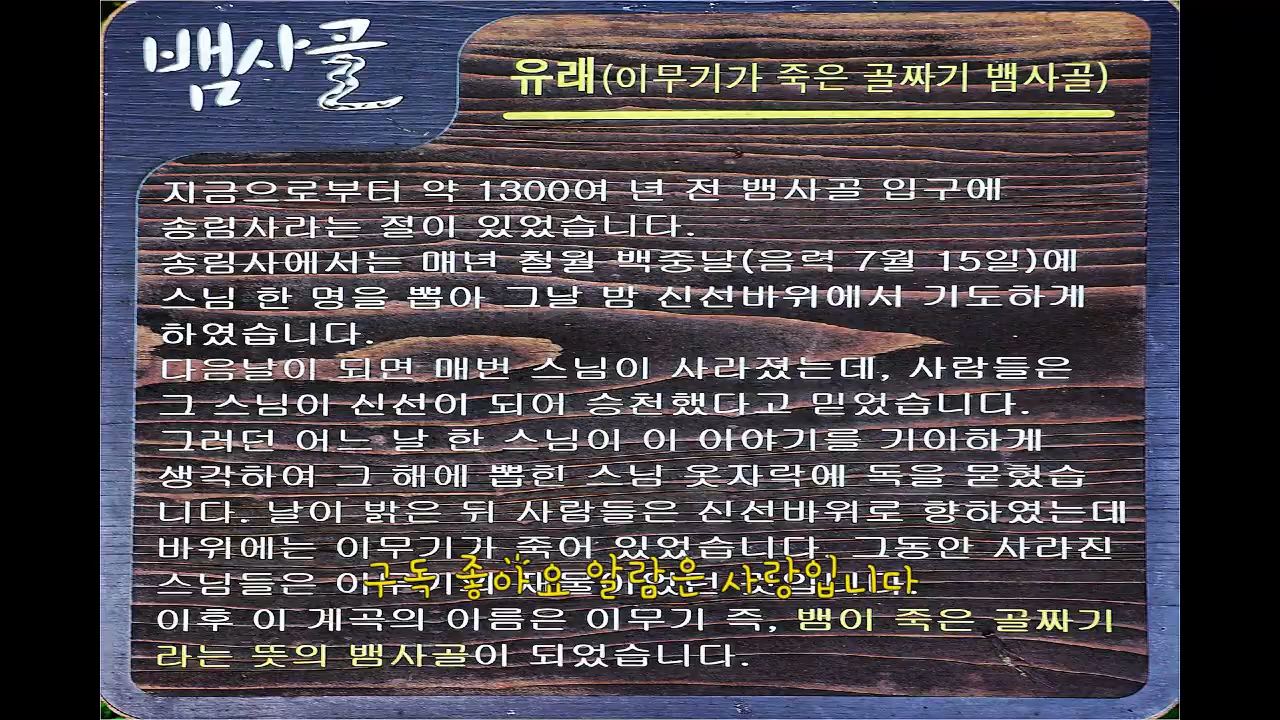 뱀사골
유래(이무기가 죽은 골짜기 뱀사골)
지금으로부터 약 1300여 년 전 뱀사골 입구에
송림사라는 절이 있었습니다.
송림사에서는 매년 칠월 백중날(음력 7월 15일)에
스님 한 명을 뽑아 그날 밤 신선바위에서 기도하게
하였습니다.
다음날이 되면 매번 스님이 사라졌는데, 사람들은
그 스님이 신선이 되어 승천했다고 믿었습니다.
그러던 어느 날 한 스님이 이 이야기를 기이하게
생각하여 그 해에 뽑힌 스님 옷자락에 독을 묻혔습
니다. 날이 밝은 뒤 사람들은 신선바위로 향하였는데
바위에는 이무기가 죽어 있었습니다. 그동안 사라진
스님들은
구독 좋아요 알람은 사랑입니다
이후 이 계곡의 이름은 이무기 즉, 뱀이 죽은 골짜기
라는 뜻의 뱀사골이 되었습니다.